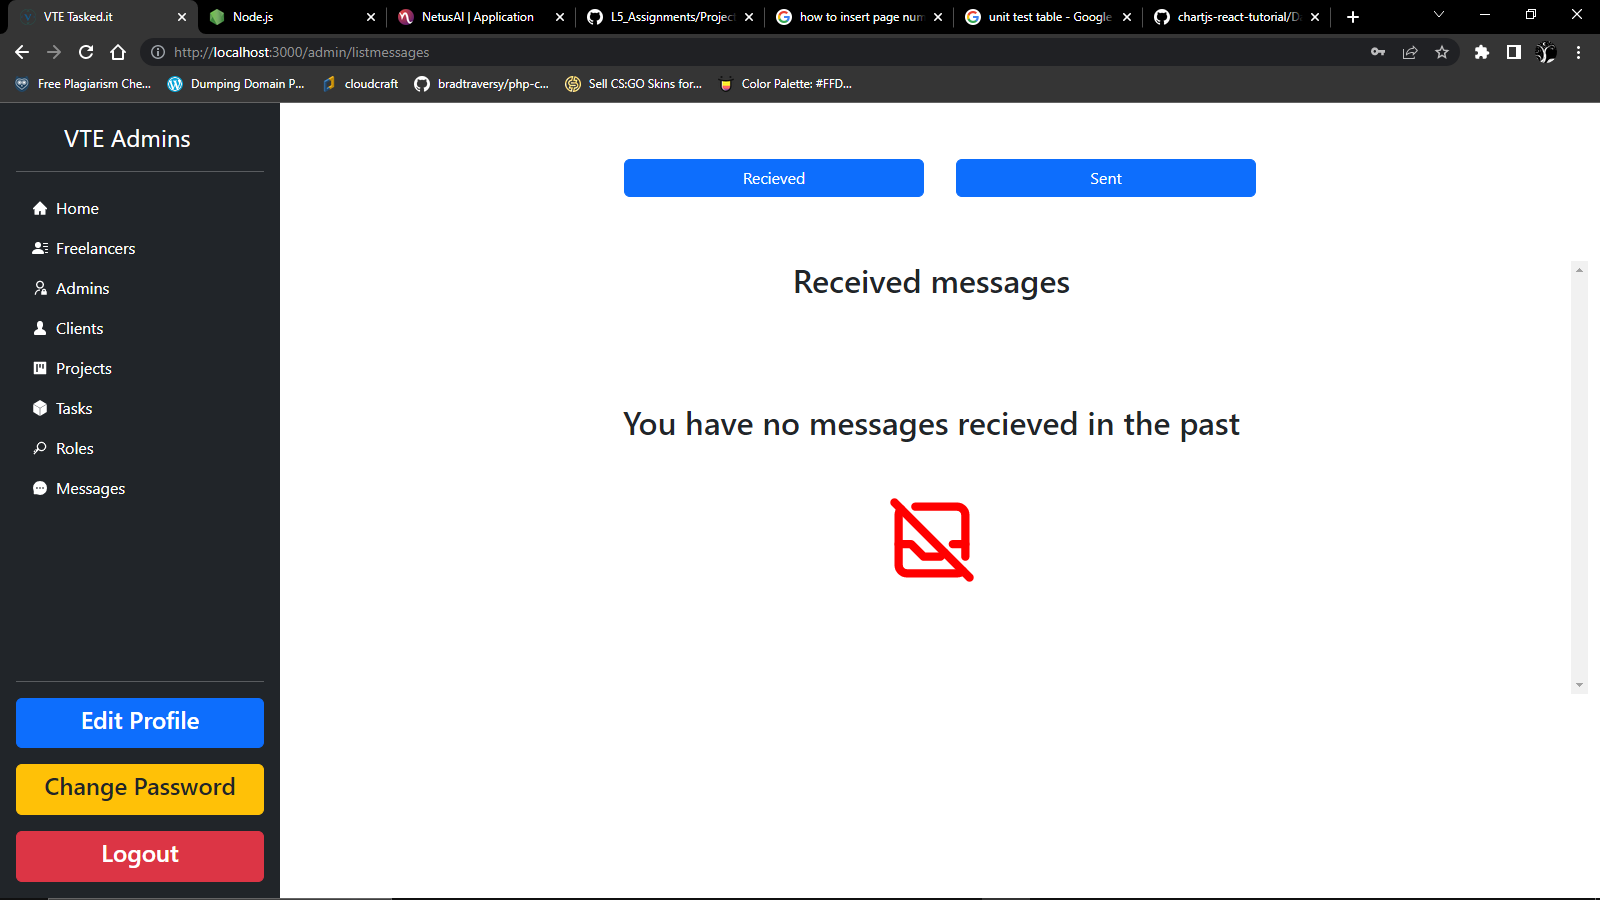 VTE Tasked.it
Node.js
NetusAI | Application
L5_Assignments/Project
how to insert page num
unit test table - Google
chartjs-react-tutorial/D
http://localhost:3000/admin/listmessages
Free Plagiarism Che...
Dumping Domain P...
cloudcraft
bradtraversy/php-c...
Sell CS:GO Skins for...
Color Palette: #FFD...
VTE Admins
Home
Freelancers
Admins
Clients
Projects
Tasks
Roles
Messages
Edit Profile
Change Password
Logout
Recieved
Sent
Received messages
You have no messages recieved in the past